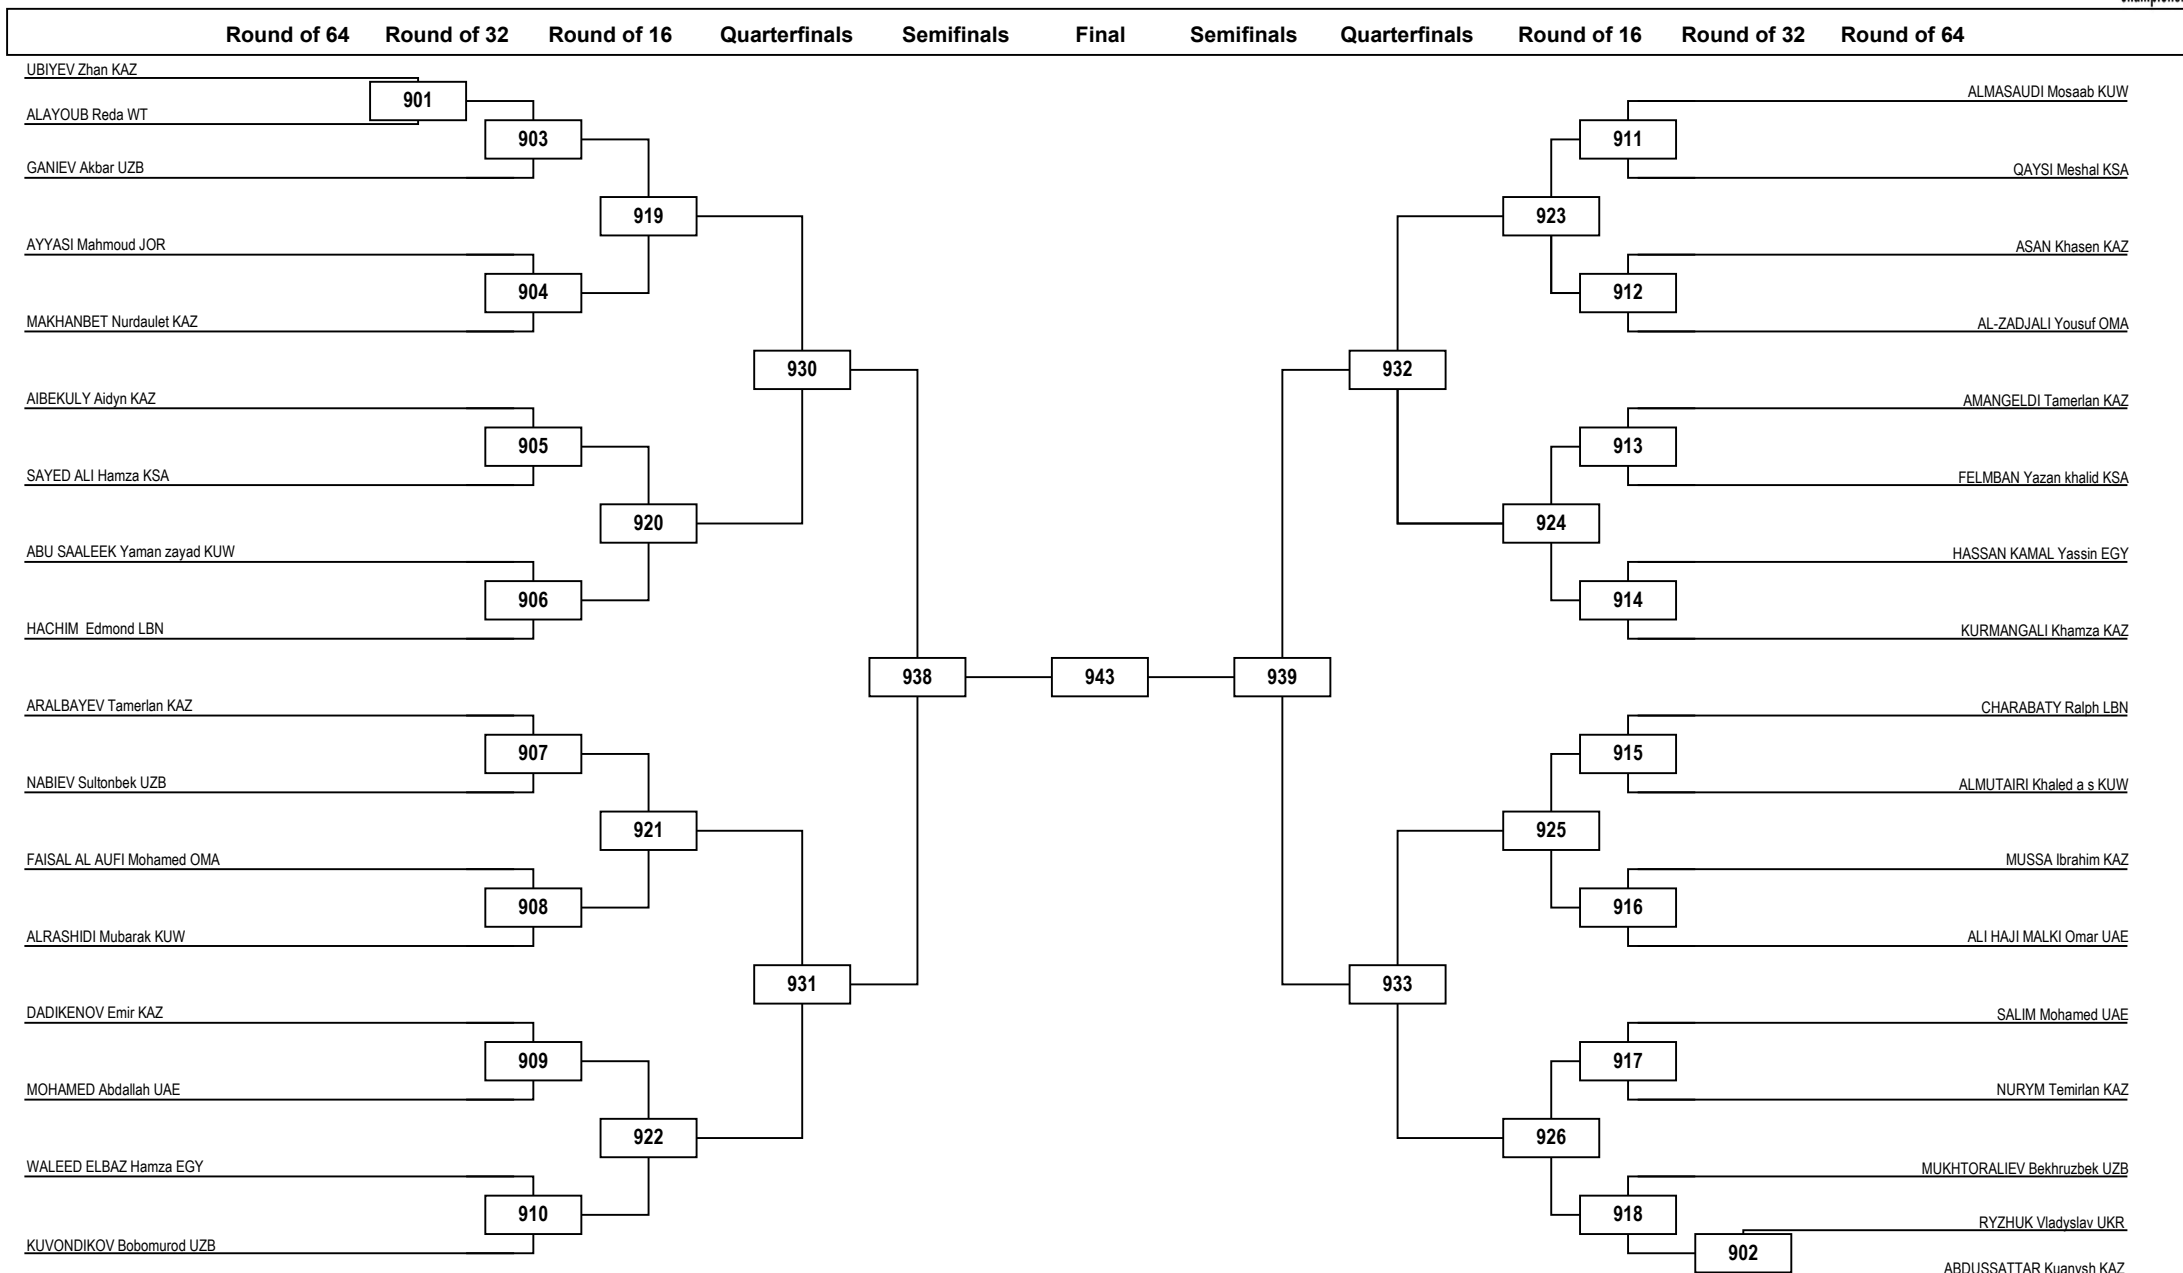 Round of 64 Round of 32 Round of 16 Quarterfinals Semifinals Final Semifinals Quarterfinals Round of 16 Round of 32 Round of 64
UBIYEV Zhan KAZ
901
ALAYOUB Reda WT
903
GANIEV Akbar UZB
919
AYYASI Mahmoud JOR
904
MAKHANBET Nurdaulet KAZ
930
AIBEKULY Aidyn KAZ
905
SAYED ALI Hamza KSA
920
ABU SAALEEK Yaman zayad KUW
906
HACHIM  Edmond LBN
938
ARALBAYEV Tamerlan KAZ
907
NABIEV Sultonbek UZB
921
FAISAL AL AUFI Mohamed OMA
908
ALRASHIDI Mubarak KUW
931
DADIKENOV Emir KAZ
909
MOHAMED Abdallah UAE
922
WALEED ELBAZ Hamza EGY
910
KUVONDIKOV Bobomurod UZB
943
ALMASAUDI Mosaab KUW
911
QAYSI Meshal KSA
923
ASAN Khasen KAZ
912
AL-ZADJALI Yousuf OMA
932
AMANGELDI Tamerlan KAZ
913
FELMBAN Yazan khalid KSA
924
HASSAN KAMAL Yassin EGY
914
KURMANGALI Khamza KAZ
939
CHARABATY Ralph LBN
915
ALMUTAIRI Khaled a s KUW
925
MUSSA Ibrahim KAZ
916
ALI HAJI MALKI Omar UAE
933
SALIM Mohamed UAE
917
NURYM Temirlan KAZ
926
MUKHTORALIEV Bekhruzbek UZB
918
RYZHUK Vladyslav UKR
902
ABDUSSATTAR Kuanysh KAZ